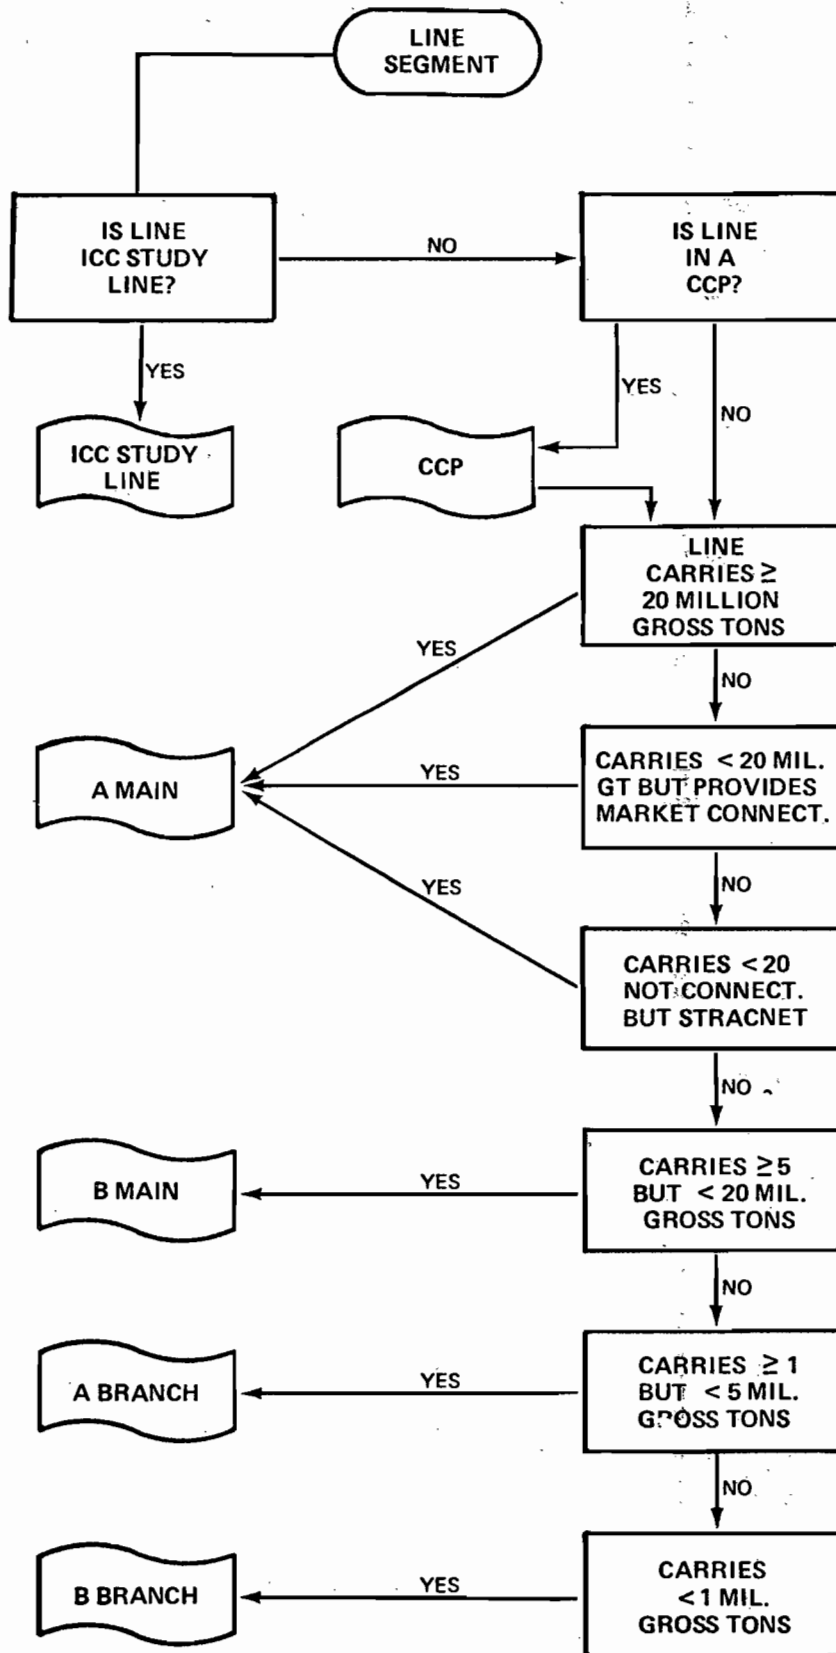 LINE
SEGMENT
IS LINE
ICC STUDY
LINE?
NO
IS LINE
IN A
CCP?
YES
YES
NO
ICC STUDY
LINE
CCP
LINE
CARRIES ≥
20 MILLION
GROSS TONS
YES
NO
A MAIN
YES
CARRIES < 20 MIL.
GT BUT PROVIDES
MARKET CONNECT.
YES
NO
CARRIES < 20
NOT CONNECT.
BUT STRACNET
NO
B MAIN
YES
CARRIES ≥ 5
BUT < 20 MIL.
GROSS TONS
NO
A BRANCH
YES
CARRIES ≥ 1
BUT < 5 MIL.
GROSS TONS
NO
B BRANCH
YES
CARRIES
< 1 MIL.
GROSS TONS